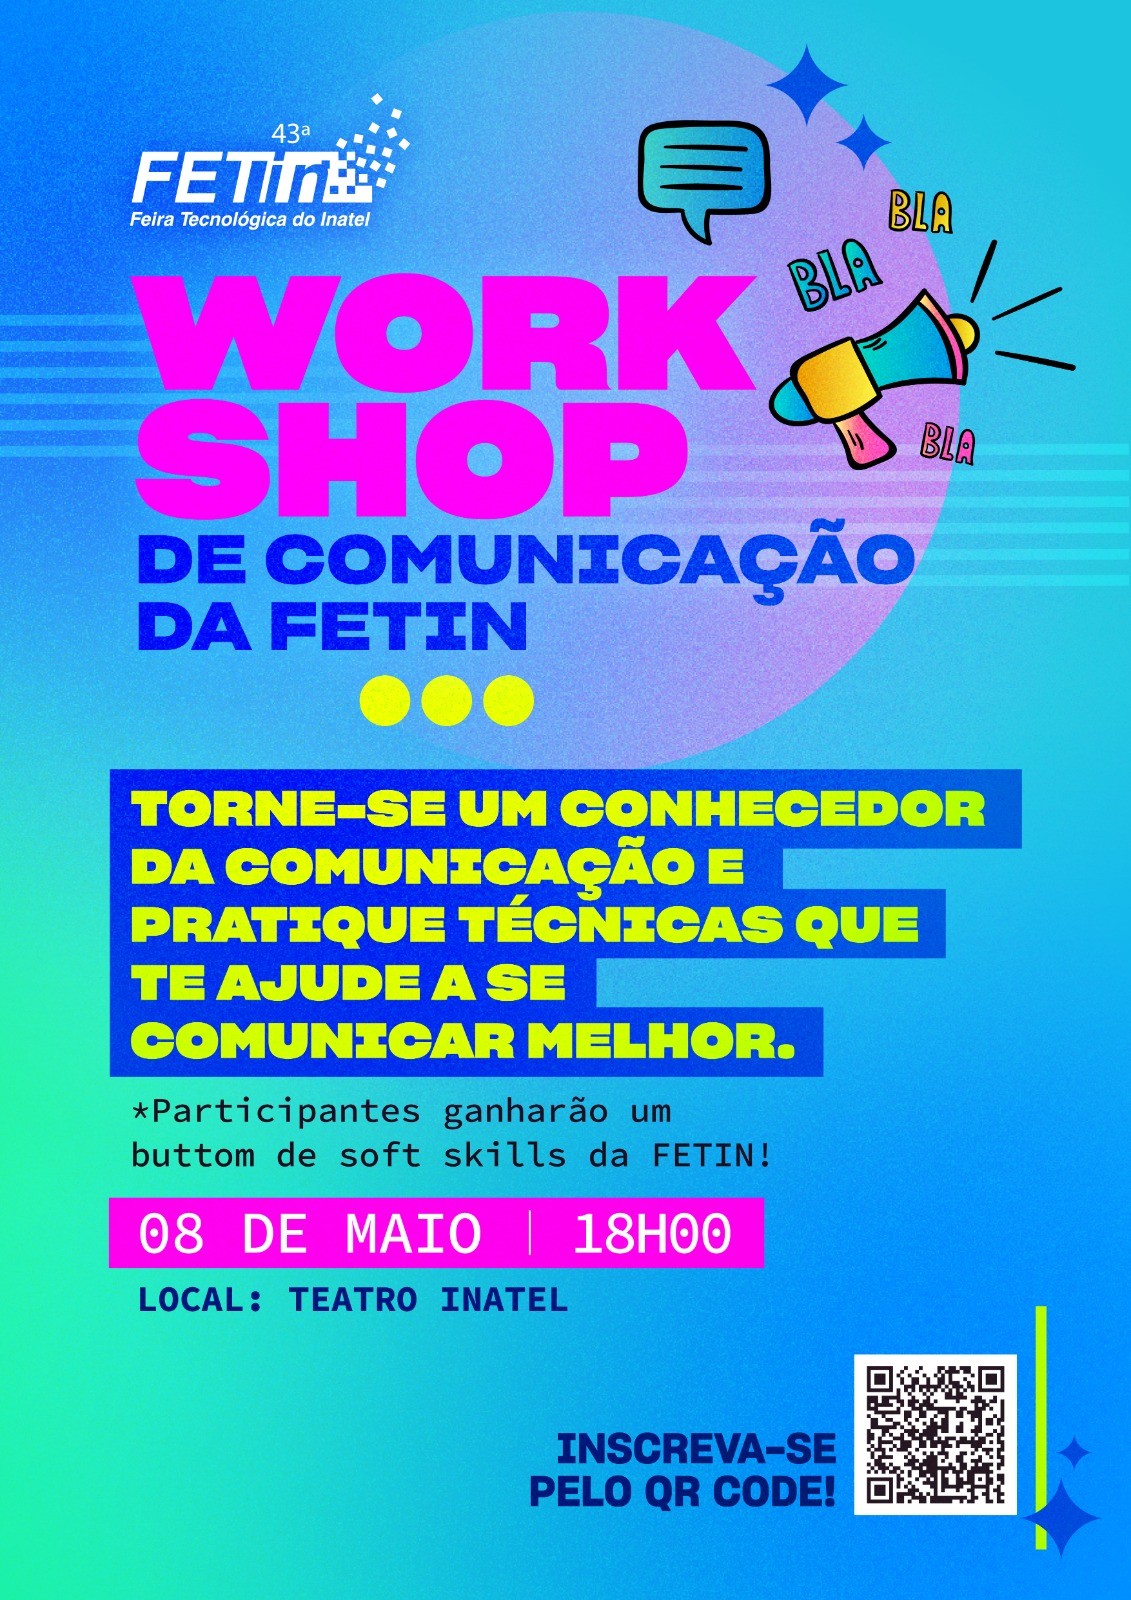 43ª
FETin
Feira Tecnológica do Inatel
BLA
BLA
BLA
WORK
SHOP
DE COMUNICAÇÃO
DA FETIN
TORNE-SE UM CONHECEDOR
DA COMUNICAÇÃO E
PRATIQUE TÉCNICAS QUE
TE AJUDE A SE
COMUNICAR MELHOR.
*Participantes ganharão um
buttom de soft skills da FETIN!
08 DE MAIO | 18H00
LOCAL: TEATRO INATEL
INSCREVA-SE
PELO QR CODE!